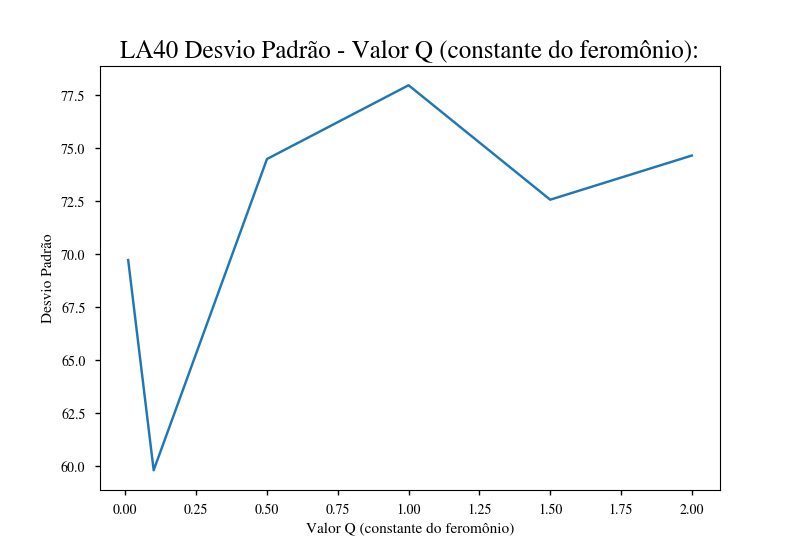 LA40 Desvio Padrão - Valor Q (constante do feromônio):
77.5
75.0
72.5
70.0
67.5
65.0
62.5
60.0
Desvio Padrão
0.00 0.25 0.50 0.75 1.00 1.25 1.50 1.75 2.00
Valor Q (constante do feromônio)